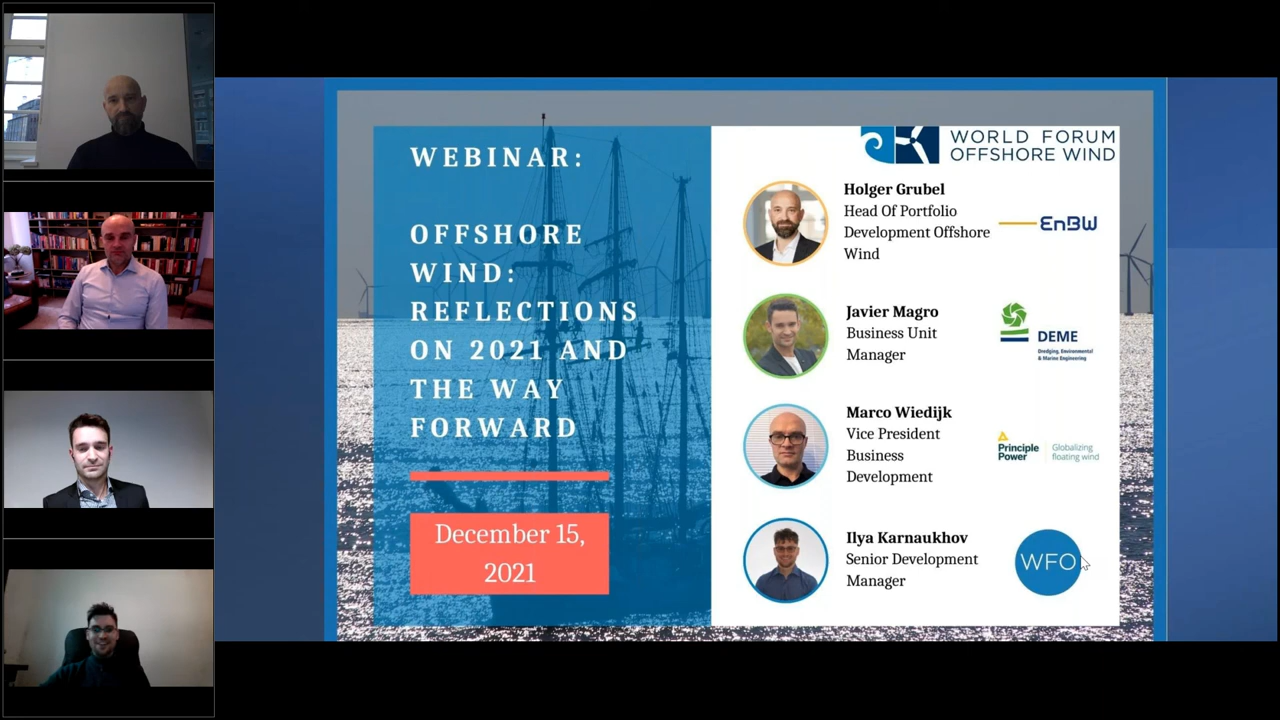 WEBINAR:
OFFSHORE
WIND:
REFLECTIONS
ON 2021 AND
THE WAY
FORWARD
December 15,
2021
WORLD FORUM
OFFSHORE WIND
Holger Grubel
Head Of Portfolio
Development Offshore
Wind
EnBW
Javier Magro
Business Unit
Manager
DEME
Dredging, Environmental
& Marine Engineering
Marco Wiedijk
Vice President
Business
Development
Principle
Power
Globalizing
floating wind
Ilya Karnaukhov
Senior Development
Manager
WFO